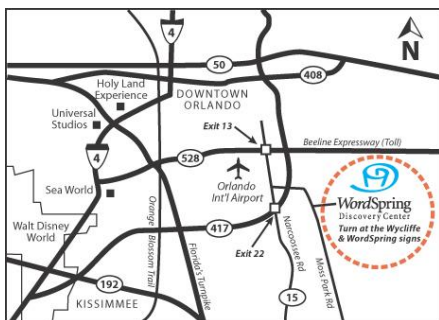 4
N
50
408
Holy Land
Experience
DOWNTOWN
ORLANDO
Universal
Studios
Exit 13
4
528
Beeline Expressway (Toll)
Sea World
Orlando
Int'l Airport
WordSpring
Discovery Center
Turn at the Wycliffe
& WordSpring signs
Walt Disney
World
Orange Blossom Trail
Florida's Turnpike
417
Narcoossee Rd
Moss Park Rd
Exit 22
192
KISSIMMEE
15